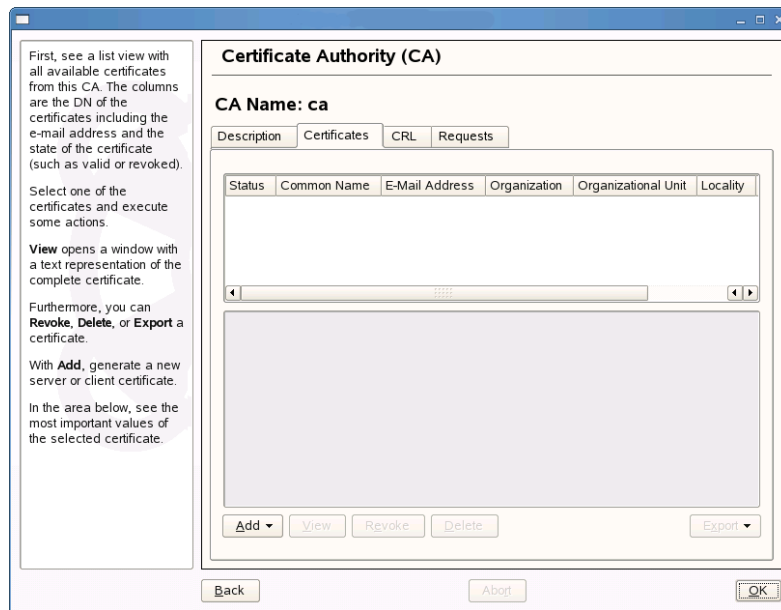 First, see a list view with
all available certificates
from this CA. The columns
are the DN of the
certificates including the
e-mail address and the
state of the certificate
(such as valid or revoked).
Select one of the
certificates and execute
some actions.
View opens a window with
a text representation of the
complete certificate.
Furthermore, you can
Revoke, Delete, or Export a
certificate.
With Add, generate a new
server or client certificate.
In the area below, see the
most important values of
the selected certificate.
Certificate Authority (CA)
CA Name: ca
Description Certificates CRL Requests
Status Common Name E-Mail Address Organization Organizational Unit Locality
Add View Revoke Delete Export
Back Abort OK